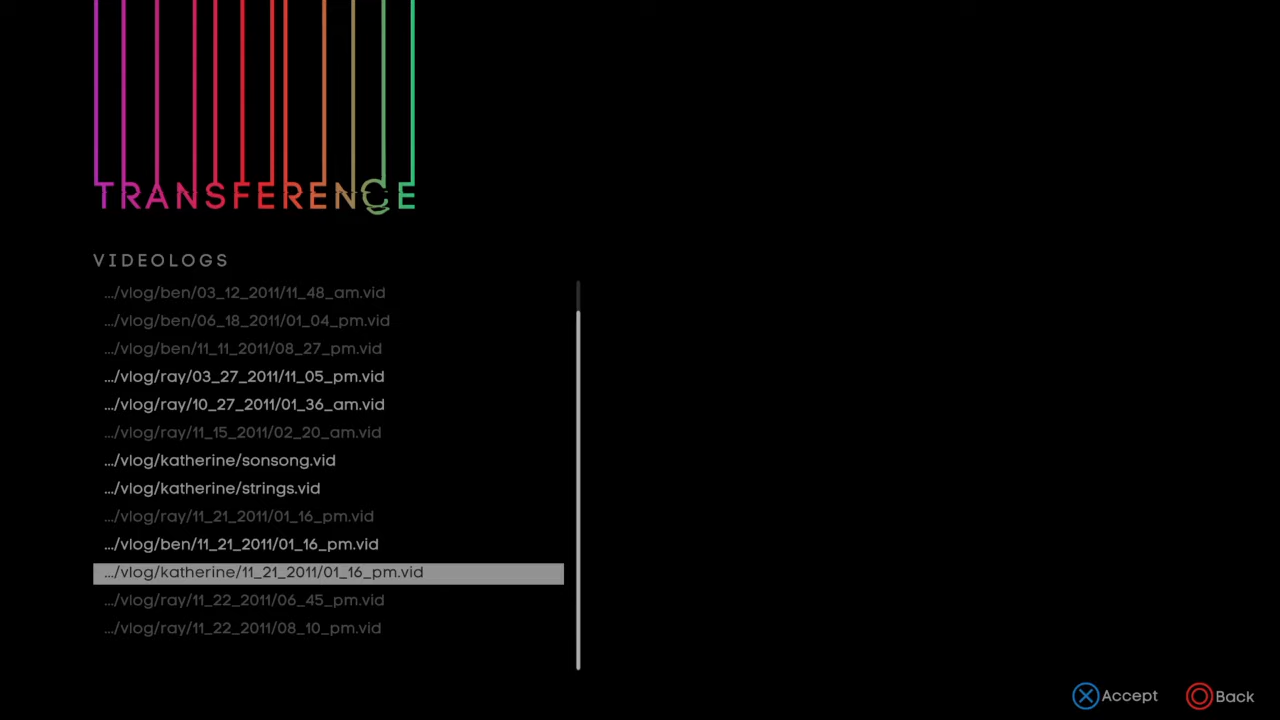 TRANSFERENCE
VIDEOLOGS
.../vlog/ben/03_12_2011/11_48_am.vid
.../vlog/ben/06_18_2011/01_04_pm.vid
.../vlog/ben/11_11_2011/08_27_pm.vid
.../vlog/ray/03_27_2011/11_05_pm.vid
.../vlog/ray/10_27_2011/01_36_am.vid
.../vlog/ray/11_15_2011/02_20_am.vid
.../vlog/katherine/sonsong.vid
.../vlog/katherine/strings.vid
.../vlog/ray/11_21_2011/01_16_pm.vid
.../vlog/ben/11_21_2011/01_16_pm.vid
.../vlog/katherine/11_21_2011/01_16_pm.vid
.../vlog/ray/11_22_2011/06_45_pm.vid
.../vlog/ray/11_22_2011/08_10_pm.vid
Accept Back